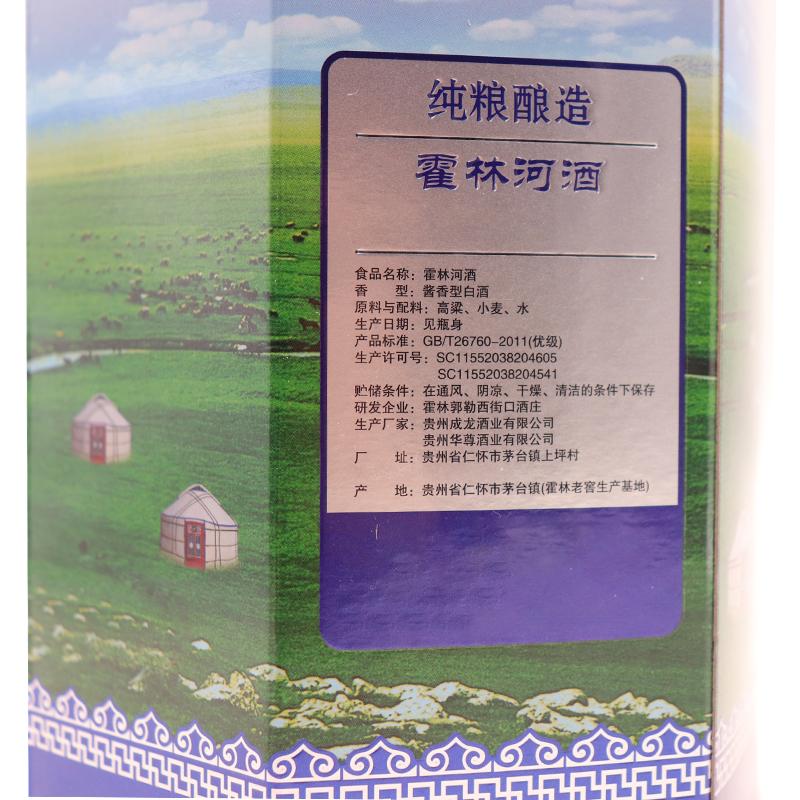 纯粮酿造
霍林河酒
食品名称：霍林河酒
香 型：酱香型白酒
原料与配料：高粱、小麦、水
生产日期：见瓶身
产品标准：GB/T26760-2011(优级)
生产许可号：SC11552038204605
SC11552038204541
贮储条件：在通风、阴凉、干燥、清洁的条件下保存
研发企业：霍林郭勒西街口酒庄
生产厂家：贵州成龙酒业有限公司
贵州华尊酒业有限公司
厂 址：贵州省仁怀市茅台镇上坪村
产 地：贵州省仁怀市茅台镇(霍林老窖生产基地)